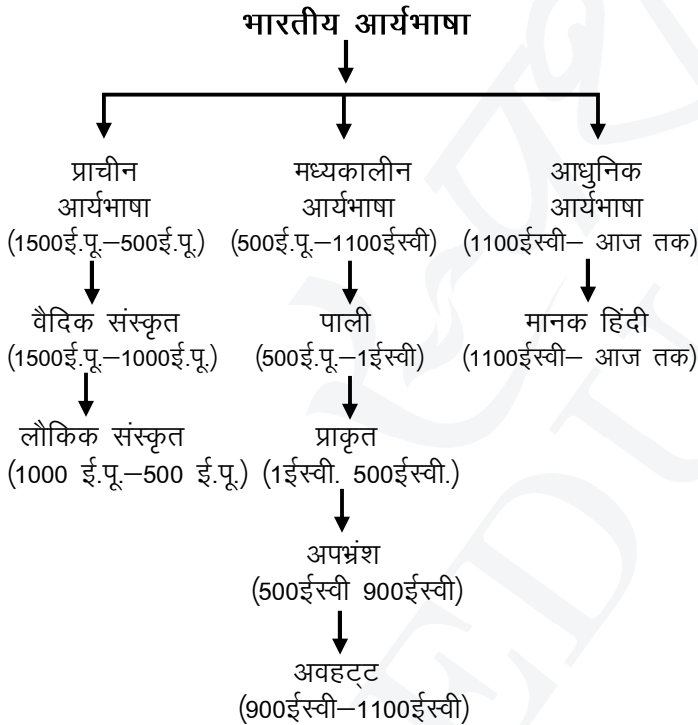 भारतीय आर्यभाषा
प्राचीन
आर्यभाषा
(1500ई.पू.–500ई.पू.)
मध्यकालीन
आर्यभाषा
(500ई.पू.–1100ईस्वी)
आधुनिक
आर्यभाषा
(1100ईस्वी– आज तक)
वैदिक संस्कृत
(1500ई.पू.–1000ई.पू.)
पाली
(500ई.पू.–1ईस्वी)
मानक हिंदी
(1100ईस्वी– आज तक)
लौकिक संस्कृत
(1000 ई.पू.–500 ई.पू.)
प्राकृत
(1ईस्वी. 500ईस्वी.)
अपभ्रंश
(500ईस्वी 900ईस्वी)
अवहट्ट
(900ईस्वी–1100ईस्वी)